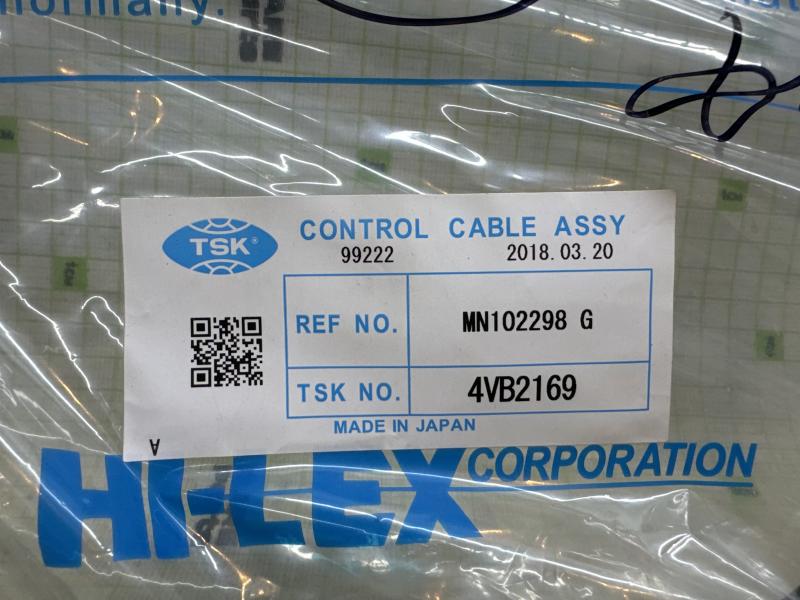 normally.
TSK®
CONTROL CABLE ASSY
99222 2018.03.20
REF NO. MN102298 G
TSK NO. 4VB2169
MADE IN JAPAN
A
HI-LEX CORPORATION